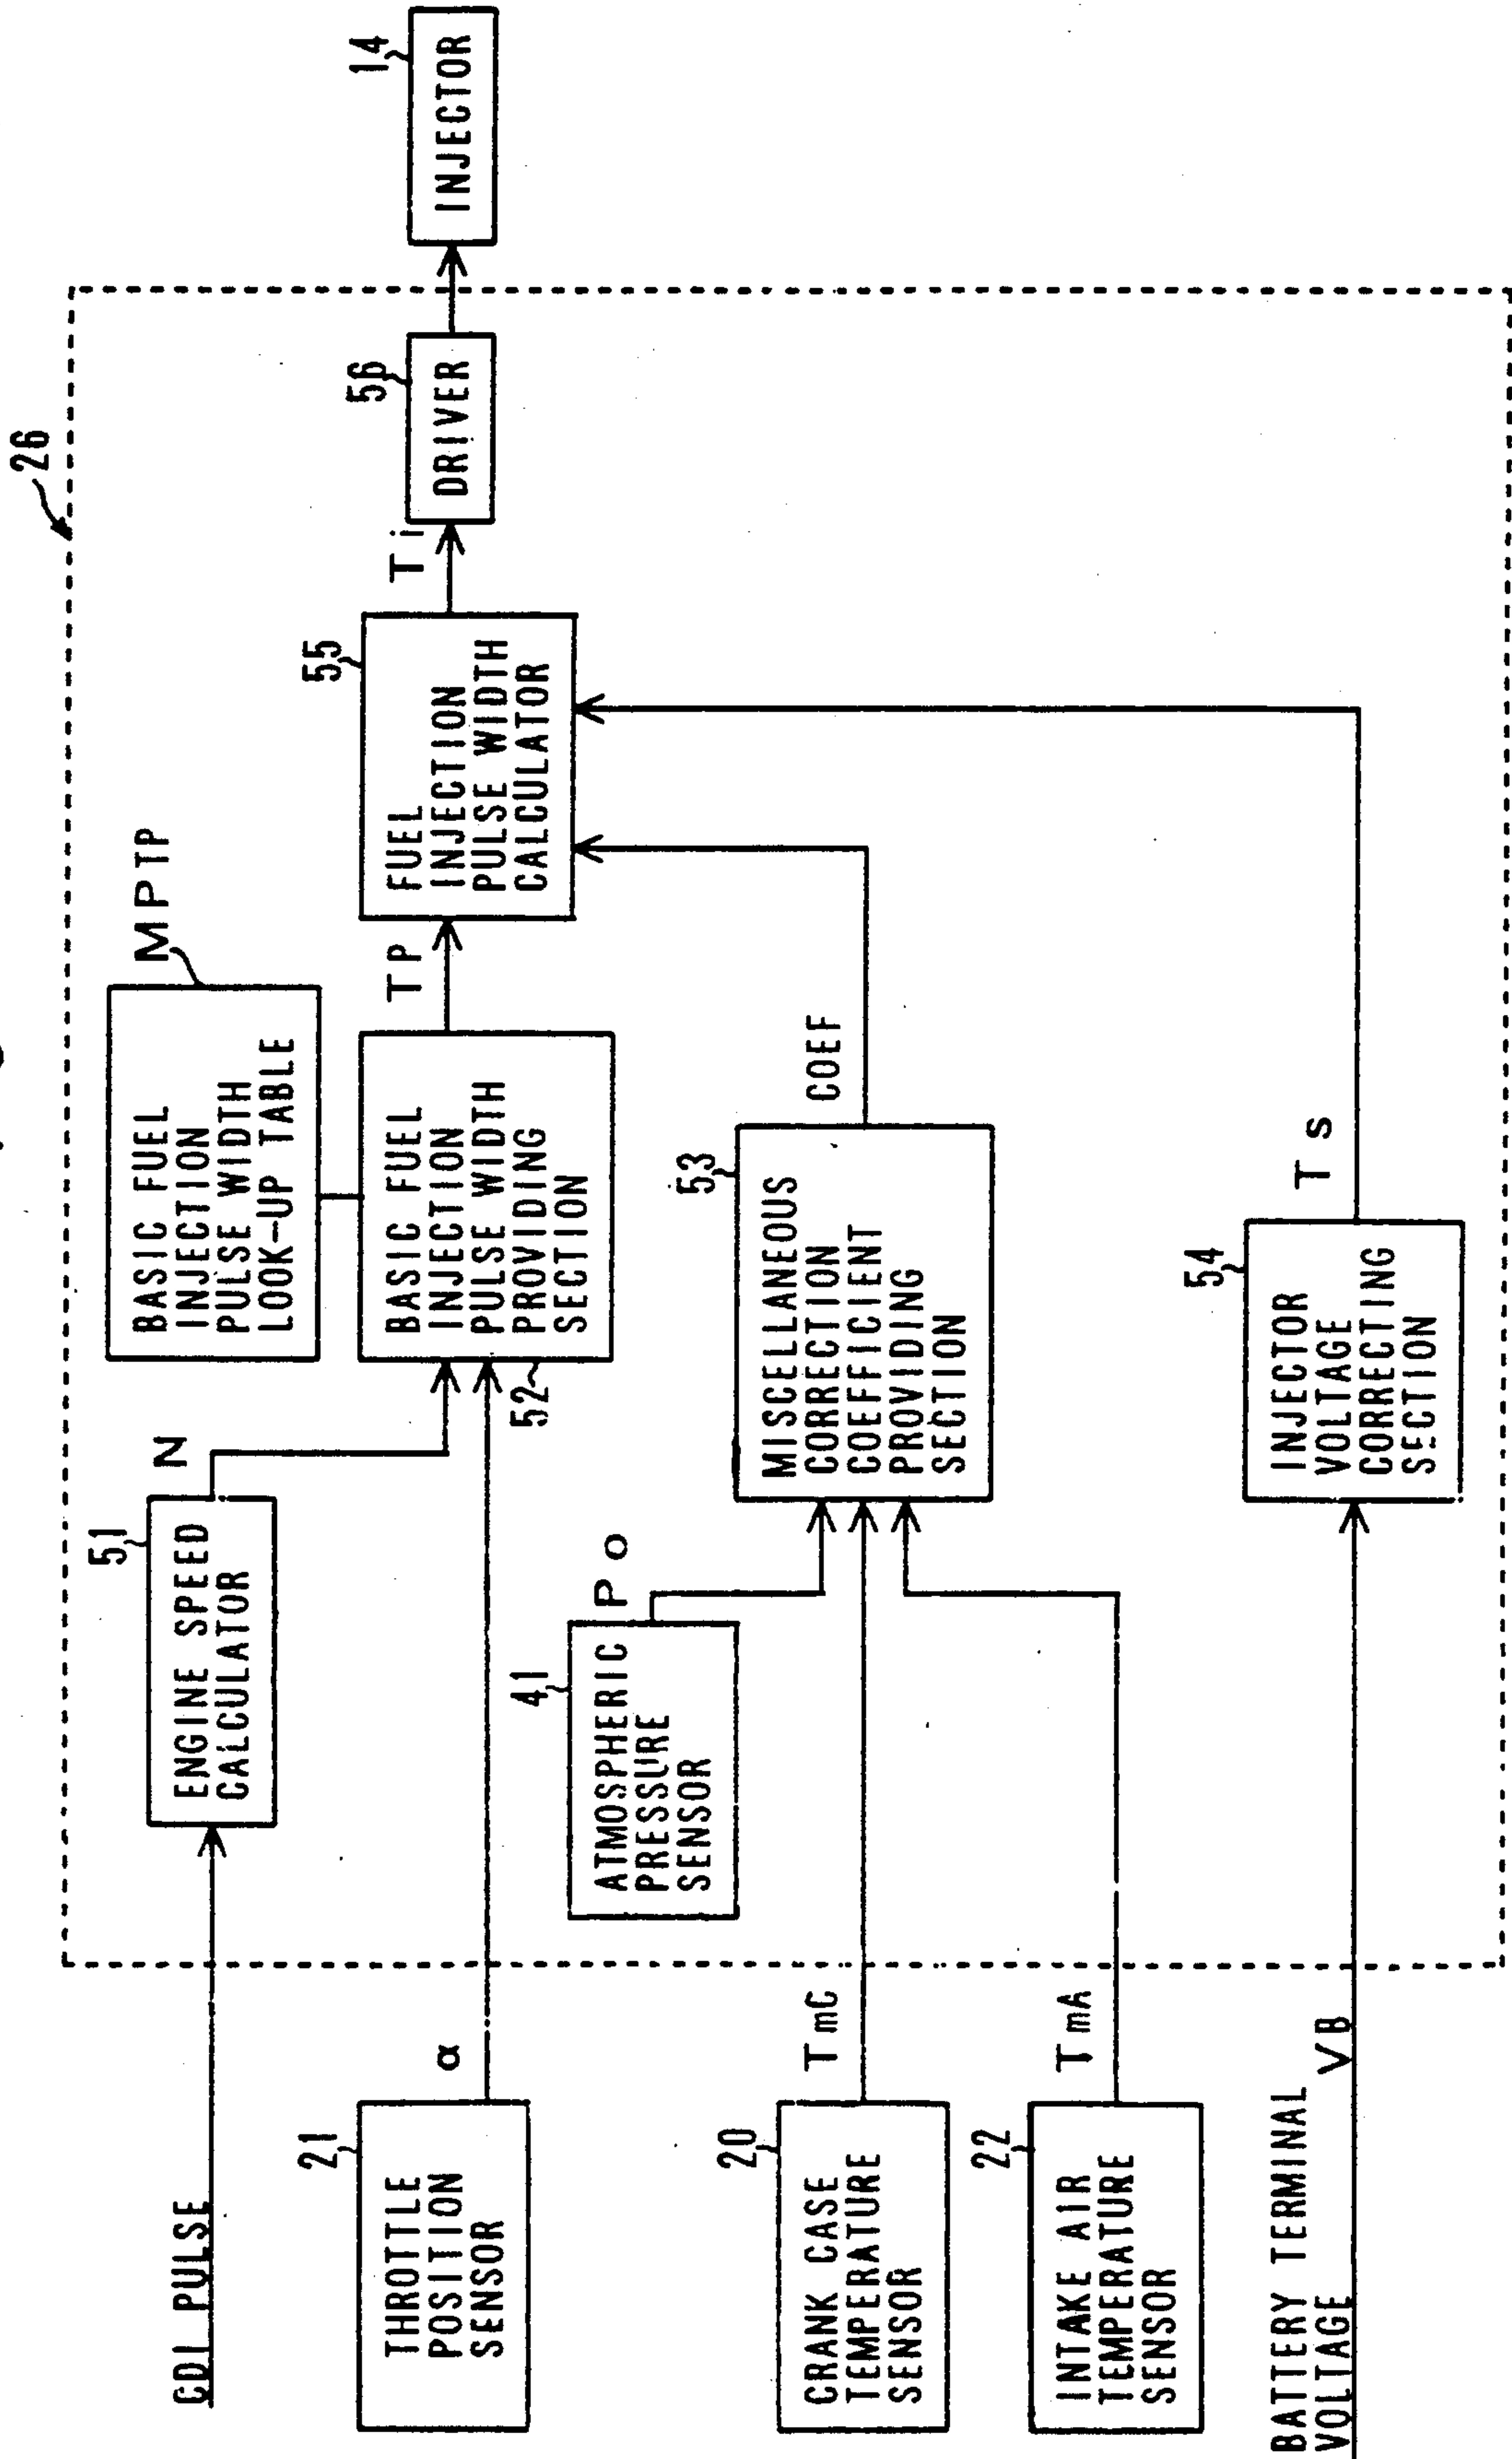 26
CDI PULSE
51
ENGINE SPEED
CALCULATOR
N
BASIC FUEL
INJECTION
PULSE WIDTH
LOOK-UP TABLE
MPTP
21
THROTTLE
POSITION
SENSOR
α
BASIC FUEL
INJECTION
PULSE WIDTH
PROVIDING
SECTION
52
TP
55
FUEL
INJECTION
PULSE WIDTH
CALCULATOR
Ti
56
DRIVER
14
INJECTOR
41
ATMOSPHERIC
PRESSURE
SENSOR
Po
20
CRANK CASE
TEMPERATURE
SENSOR
TmC
53
MISCELLANEOUS
CORRECTION
COEFFICIENT
PROVIDING
SECTION
COEF
22
INTAKE AIR
TEMPERATURE
SENSOR
TmA
BATTERY TERMINAL
VOLTAGE
VB
54
INJECTOR
VOLTAGE
CORRECTING
SECTION
Ts